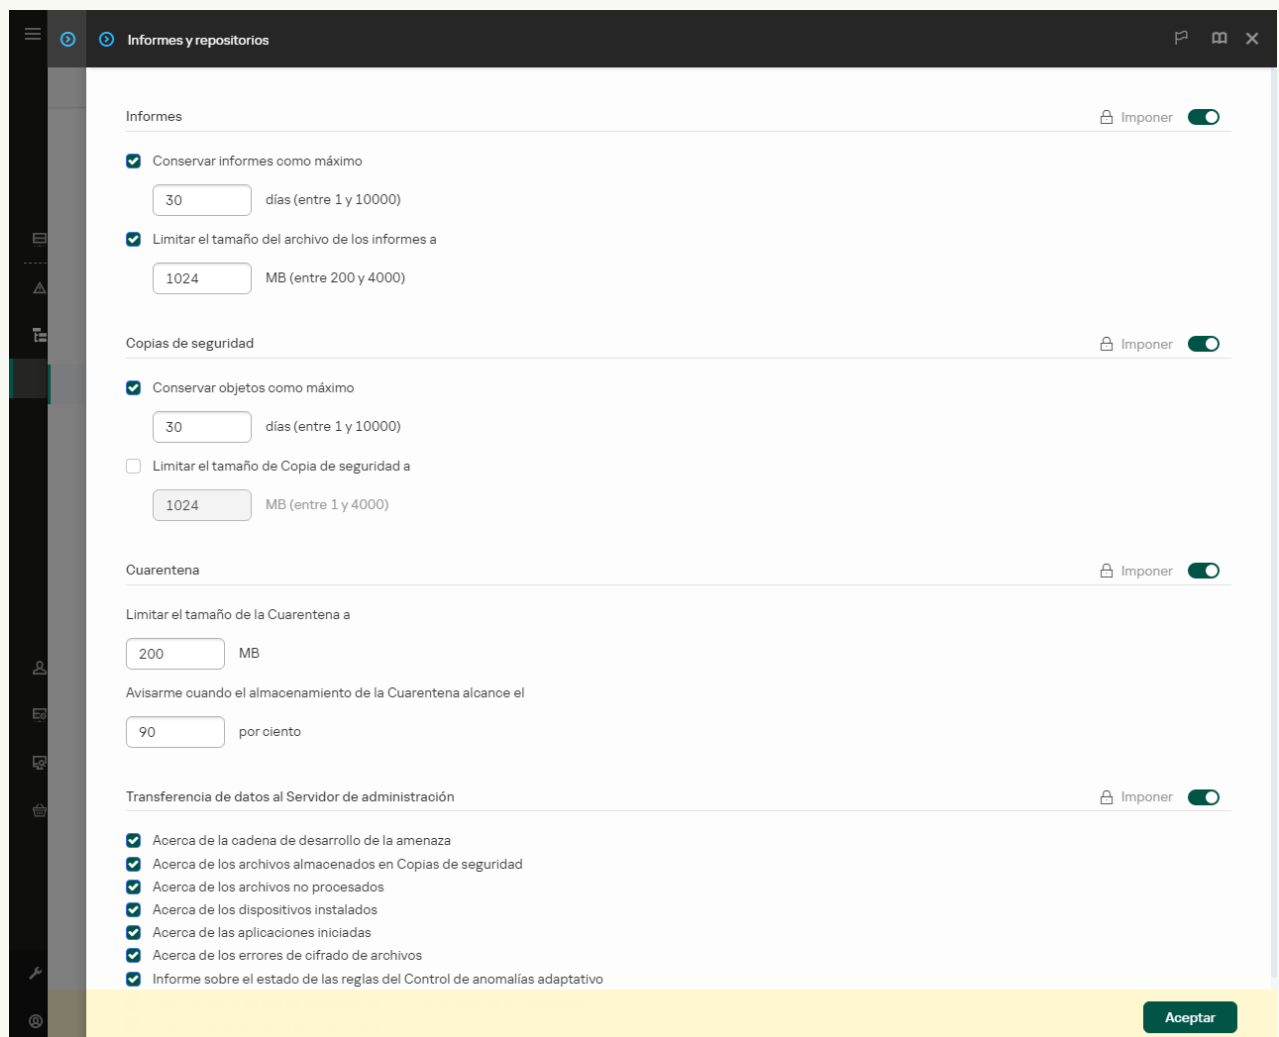 Informes y repositorios
Informes
Imponer
Conservar informes como máximo
30 días (entre 1 y 10000)
Limitar el tamaño del archivo de los informes a
1024 MB (entre 200 y 4000)
Copias de seguridad
Imponer
Conservar objetos como máximo
30 días (entre 1 y 10000)
Limitar el tamaño de Copia de seguridad a
1024 MB (entre 1 y 4000)
Cuarentena
Imponer
Limitar el tamaño de la Cuarentena a
200 MB
Avisarme cuando el almacenamiento de la Cuarentena alcance el
90 por ciento
Transferencia de datos al Servidor de administración
Imponer
Acerca de la cadena de desarrollo de la amenaza
Acerca de los archivos almacenados en Copias de seguridad
Acerca de los archivos no procesados
Acerca de los dispositivos instalados
Acerca de las aplicaciones iniciadas
Acerca de los errores de cifrado de archivos
Informe sobre el estado de las reglas del Control de anomalías adaptativo
Aceptar